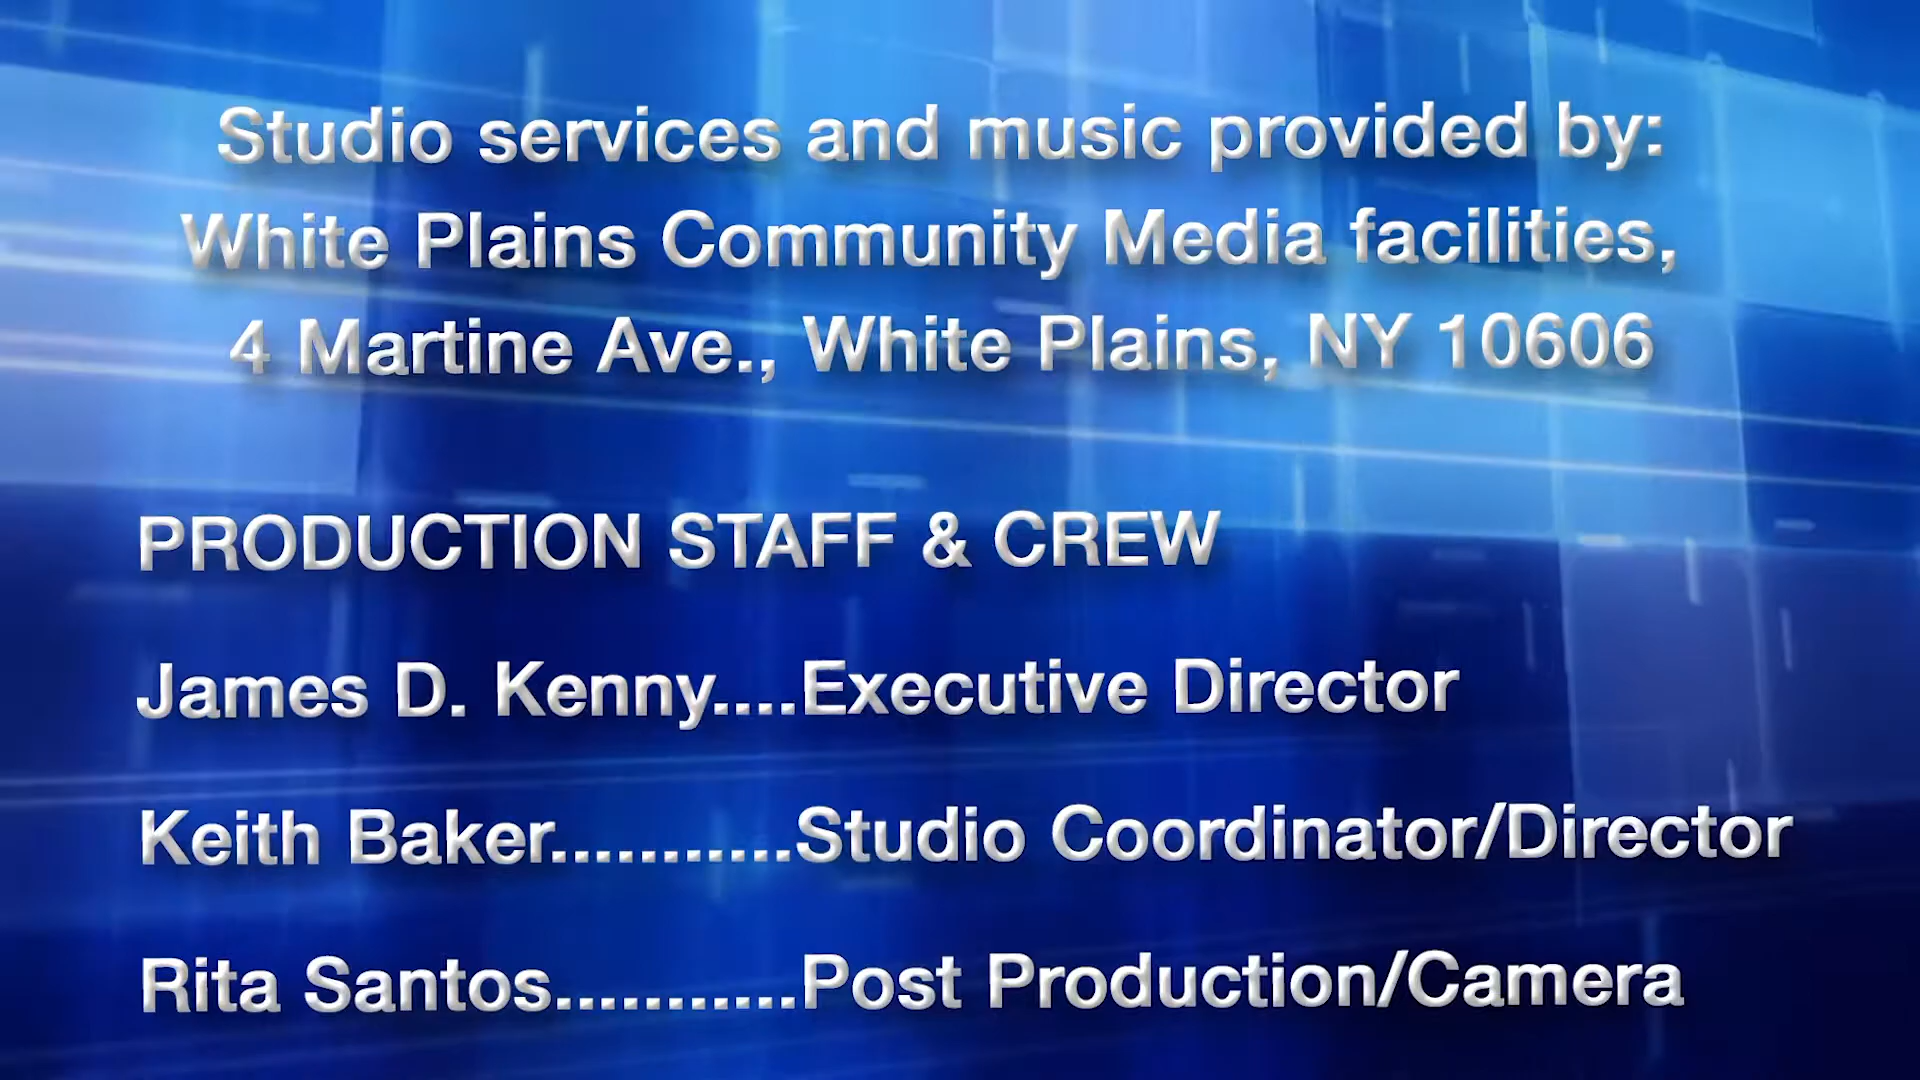 Studio services and music provided by:
White Plains Community Media facilities,
4 Martine Ave., White Plains, NY 10606
PRODUCTION STAFF & CREW
James D. Kenny....Executive Director
Keith Baker...........Studio Coordinator/Director
Rita Santos...........Post Production/Camera